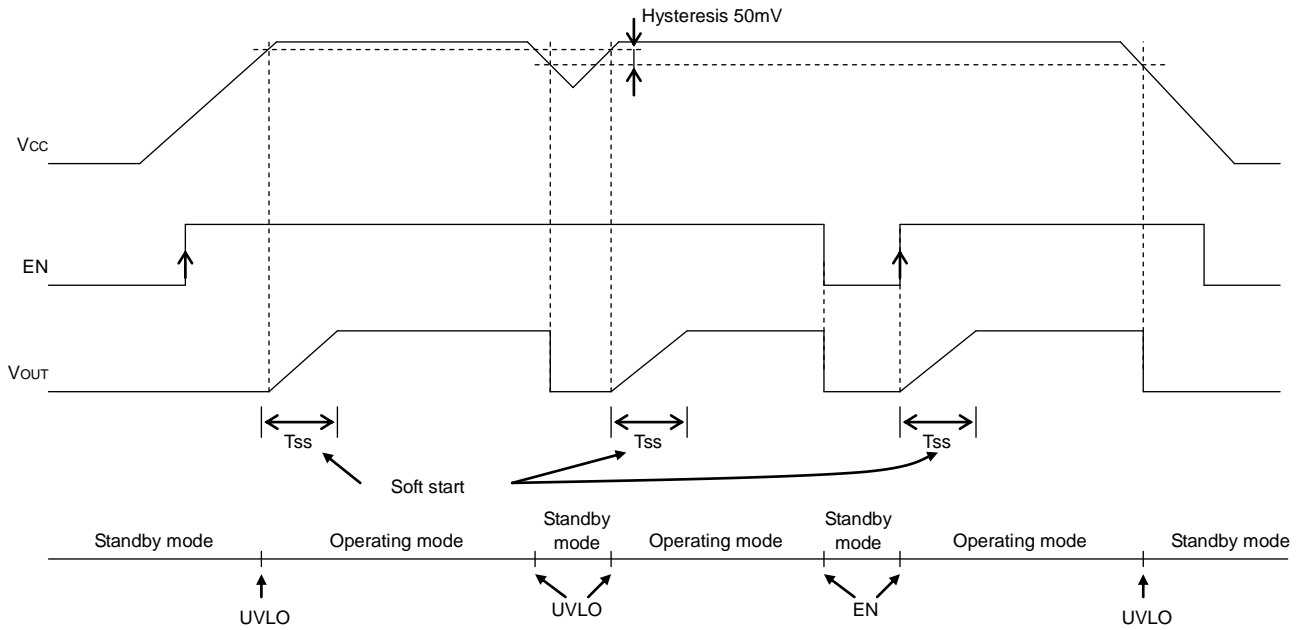 Hysteresis 50mV
VCC
EN
VOUT
Tss
Tss
Tss
Soft start
Standby mode
Operating mode
Standby
mode
Operating mode
Standby
mode
Operating mode
Standby mode
UVLO
UVLO
EN
UVLO